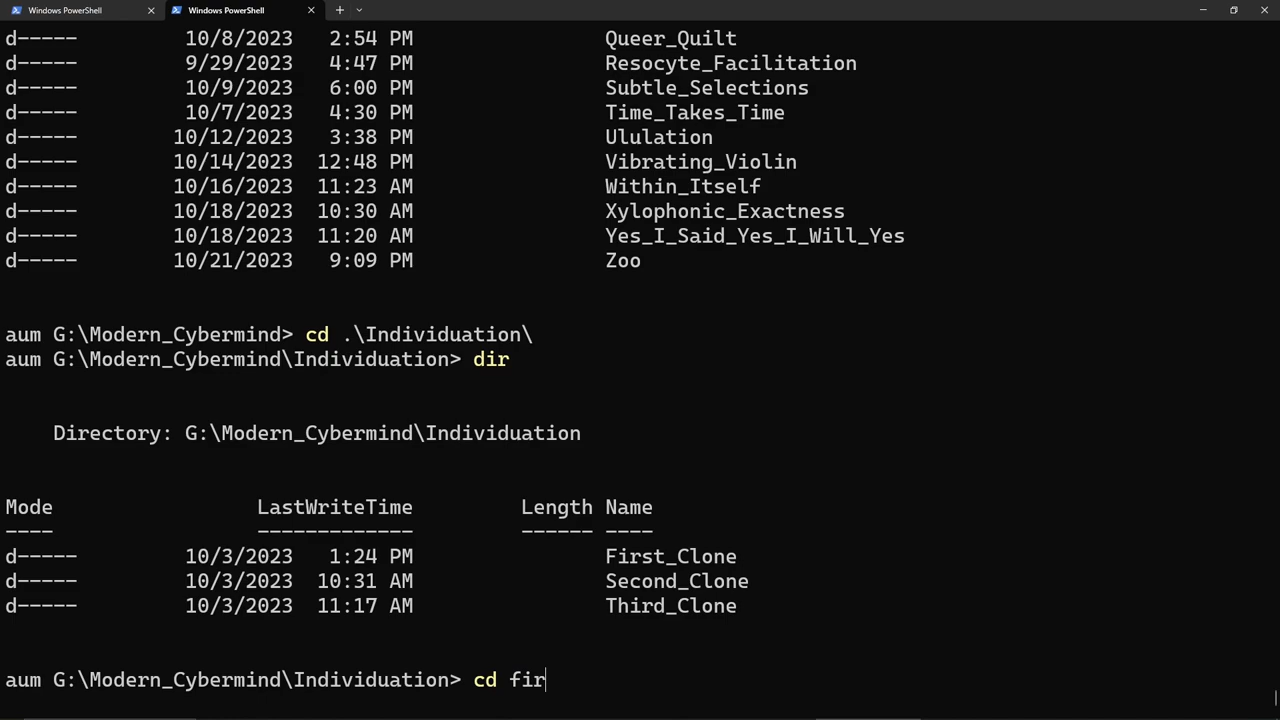 Windows PowerShell
Windows PowerShell
d----- 10/8/2023 2:54 PM Queer_Quilt
d----- 9/29/2023 4:47 PM Resocyte_Facilitation
d----- 10/9/2023 6:00 PM Subtle_Selections
d----- 10/7/2023 4:30 PM Time_Takes_Time
d----- 10/12/2023 3:38 PM Ululation
d----- 10/14/2023 12:48 PM Vibrating_Violin
d----- 10/16/2023 11:23 AM Within_Itself
d----- 10/18/2023 10:30 AM Xylophonic_Exactness
d----- 10/18/2023 11:20 AM Yes_I_Said_Yes_I_Will_Yes
d----- 10/21/2023 9:09 PM Zoo
aum G:\Modern_Cybermind> cd .\Individuation\
aum G:\Modern_Cybermind\Individuation> dir
Directory: G:\Modern_Cybermind\Individuation
Mode LastWriteTime Length Name
---- ------------- ------ ----
d----- 10/3/2023 1:24 PM First_Clone
d----- 10/3/2023 10:31 AM Second_Clone
d----- 10/3/2023 11:17 AM Third_Clone
aum G:\Modern_Cybermind\Individuation> cd fir